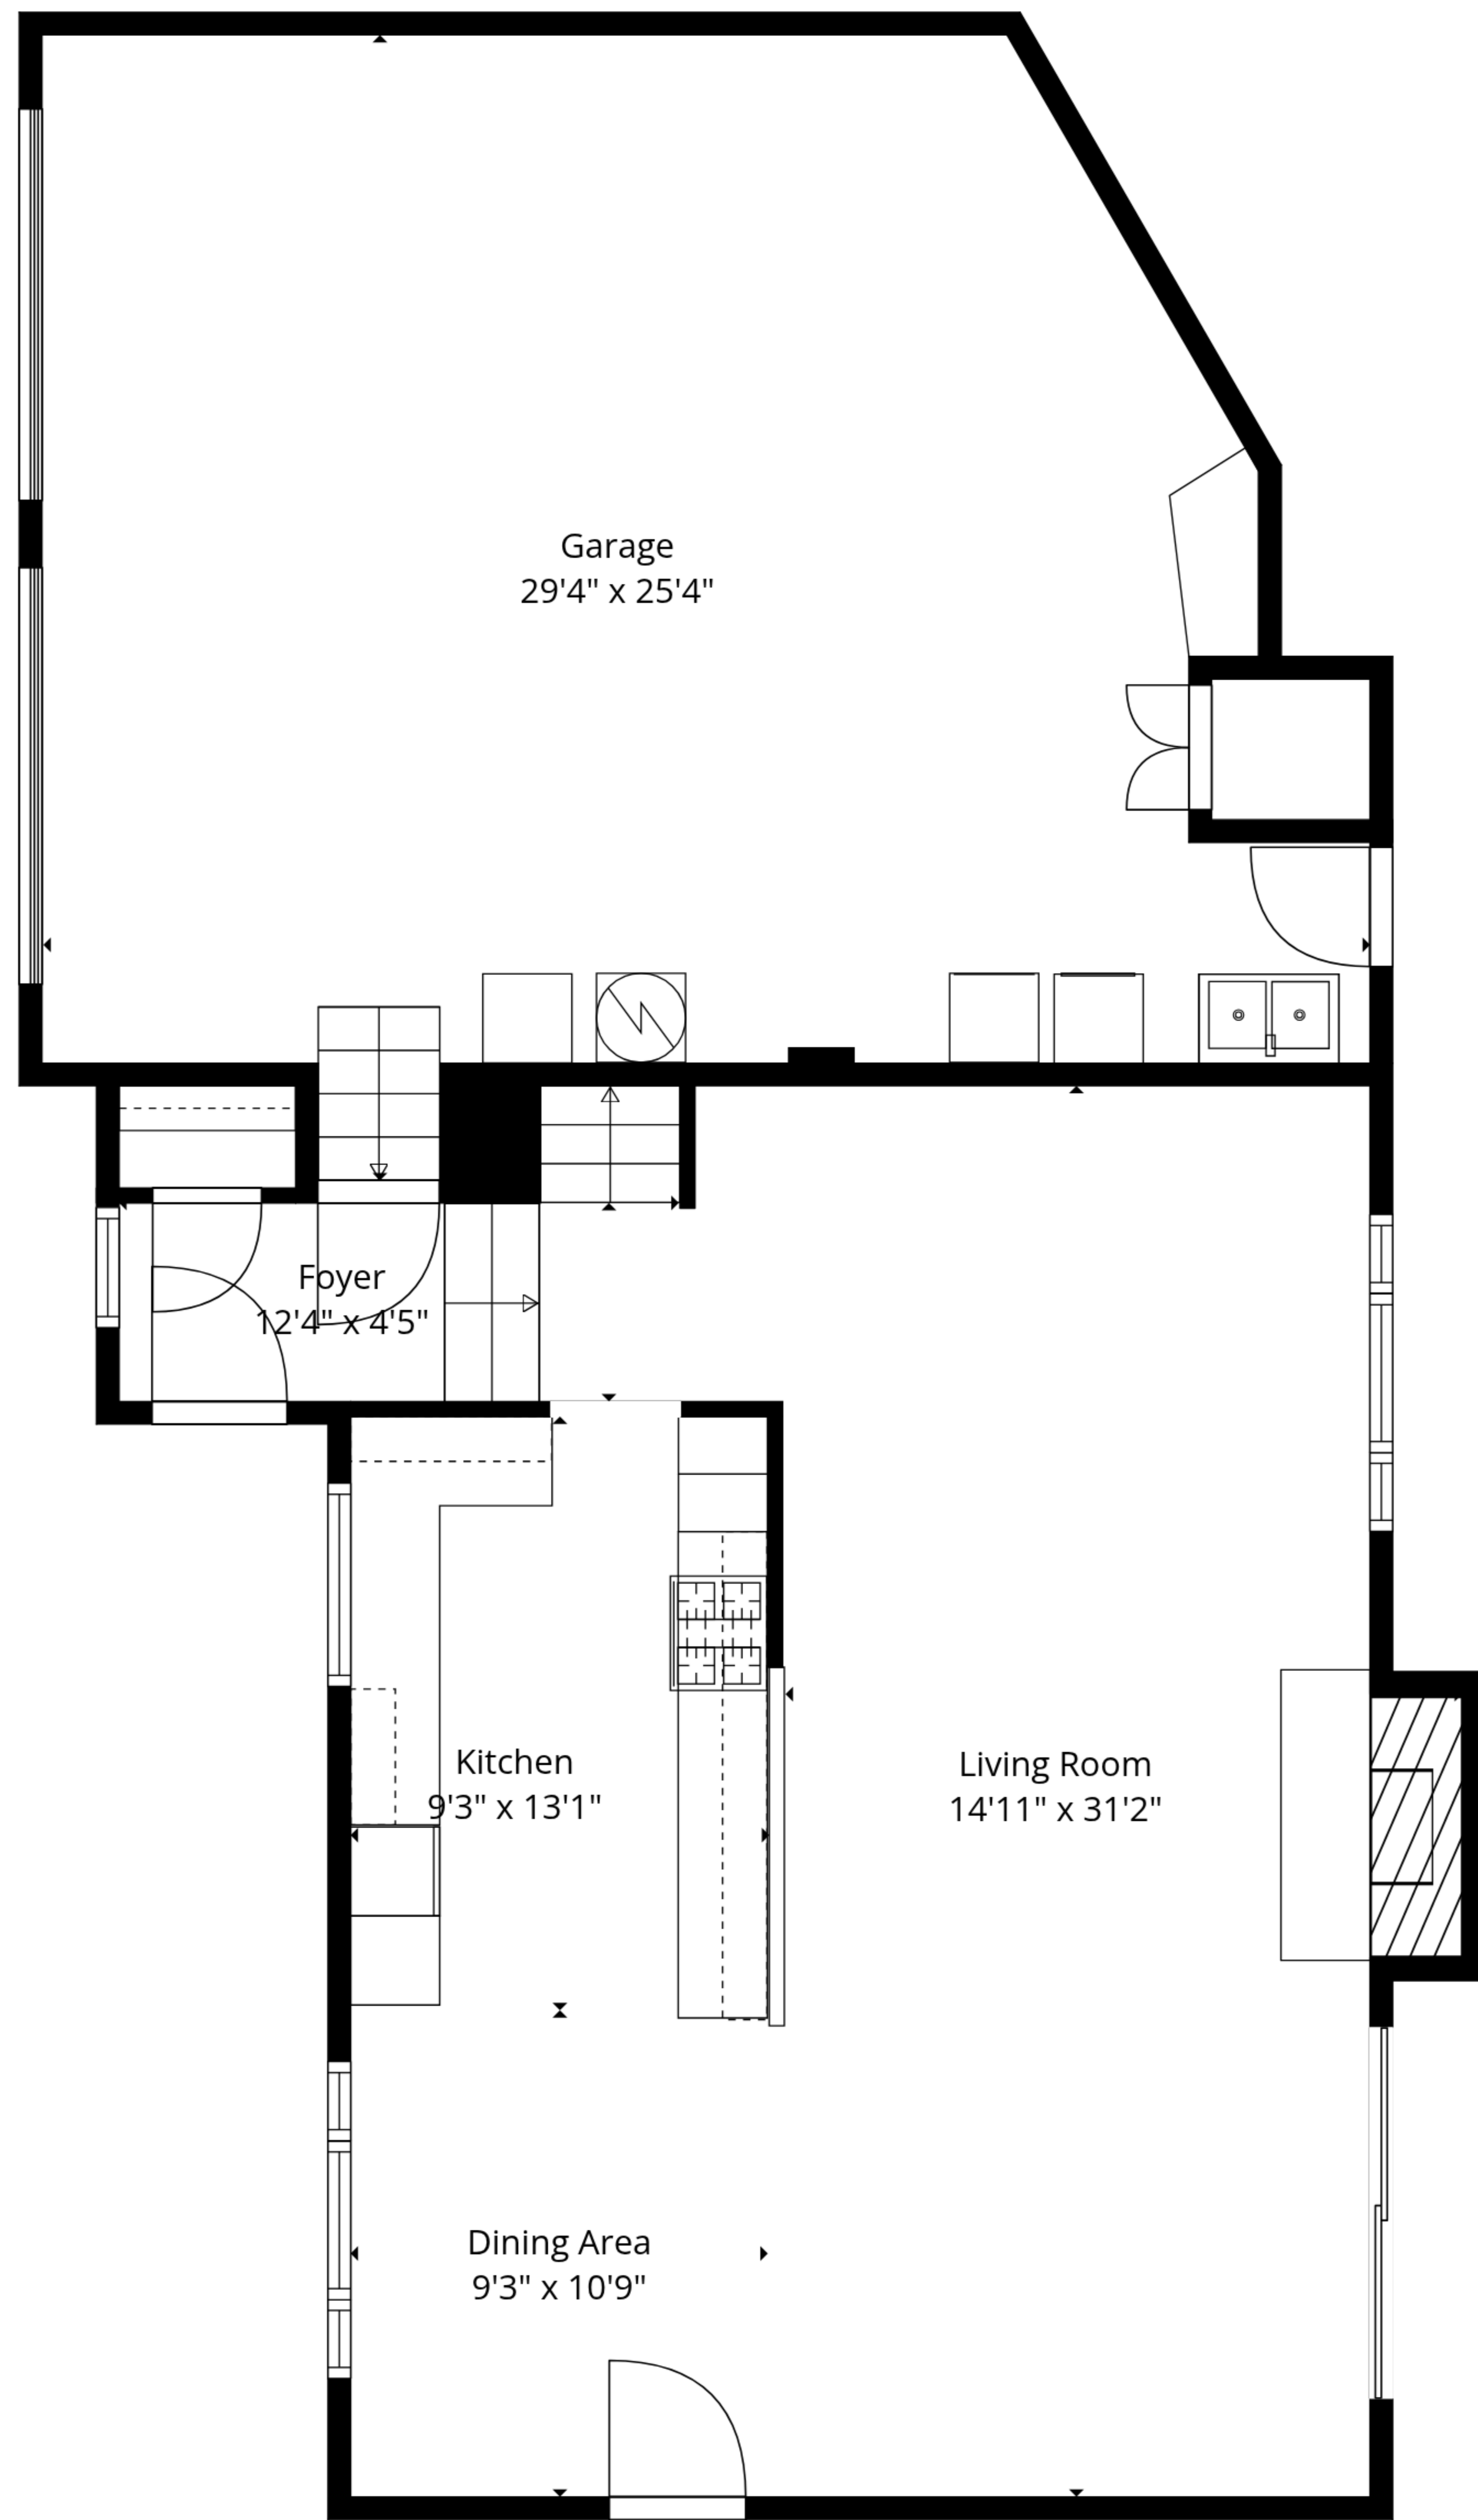 Garage
29'4" x 25'4"
Foyer
12'4" x 4'5"
Kitchen
9'3" x 13'1"
Living Room
14'11" x 31'2"
Dining Area
9'3" x 10'9"